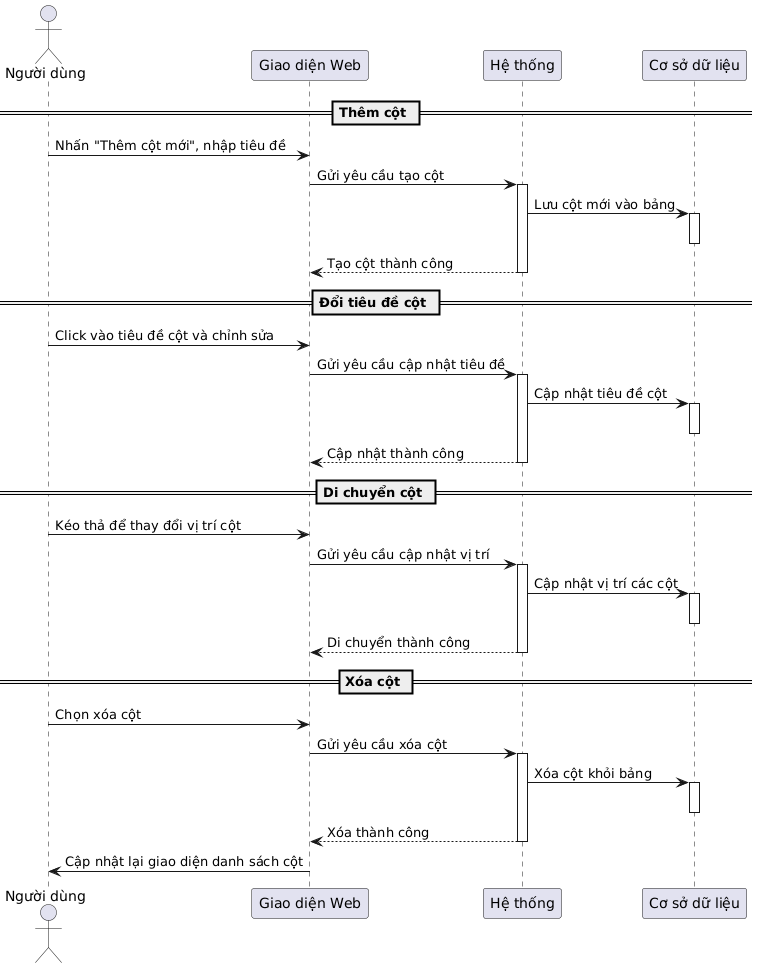 Người dùng
Giao diện Web
Hệ thống
Cơ sở dữ liệu
Thêm cột
Nhấn "Thêm cột mới", nhập tiêu đề
Gửi yêu cầu tạo cột
Lưu cột mới vào bảng
Tạo cột thành công
Đổi tiêu đề cột
Click vào tiêu đề cột và chỉnh sửa
Gửi yêu cầu cập nhật tiêu đề
Cập nhật tiêu đề cột
Cập nhật thành công
Di chuyển cột
Kéo thả để thay đổi vị trí cột
Gửi yêu cầu cập nhật vị trí
Cập nhật vị trí các cột
Di chuyển thành công
Xóa cột
Chọn xóa cột
Gửi yêu cầu xóa cột
Xóa cột khỏi bảng
Xóa thành công
Cập nhật lại giao diện danh sách cột
Người dùng
Giao diện Web
Hệ thống
Cơ sở dữ liệu